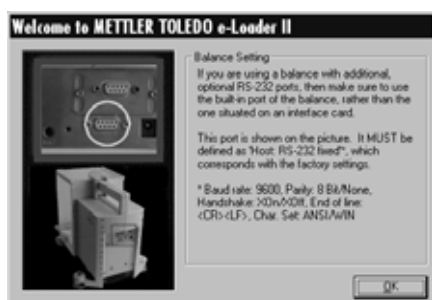 Welcome to METTLER TOLEDO e-Loader II
Balance Setting
If you are using a balance with additional,
optional RS-232 ports, then make sure to use
the built-in port of the balance, rather than the
one situated on an interface card.
This port is shown on the picture. It MUST be
defined as "Host: RS-232 fixed"*, which
corresponds with the factory settings.
* Baud rate: 9600, Parity: 8 Bit/None,
Handshake: XOn/XOff, End of line:
<CR><LF>, Char. Set: ANSI/WIN
OK